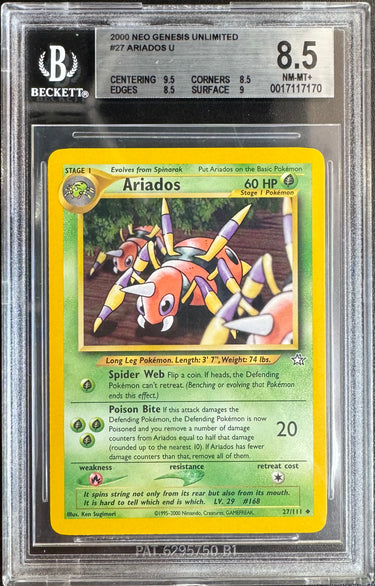 BECKETT
2000 NEO GENESIS UNLIMITED
#27 ARIADOS U
CENTERING 9.5 CORNERS 8.5
EDGES 8.5 SURFACE 9
8.5
NM-MT+
0017117170
STAGE 1
Evolves from Spinarak
Put Ariados on the Basic Pokémon
Ariados
60 HP
Stage 1 Pokémon
Long Leg Pokémon. Length: 3' 7", Weight: 74 lbs.
Spider Web Flip a coin. If heads, the Defending
Pokémon can't retreat. (Benching or evolving that Pokémon
ends this effect.)
Poison Bite If this attack damages the
Defending Pokémon, the Defending Pokémon is now
Poisoned and you remove a number of damage
counters from Ariados equal to half that damage
(rounded up to the nearest 10). If Ariados has fewer
damage counters than that, remove all of them.
20
weakness
resistance
retreat cost
It spins string not only from its rear but also from its mouth.
It is hard to tell which end is which. LV. 29 #168
Illus. Ken Sugimori
©1995-2000 Nintendo, Creatures, GAMEFREAK.
27/111
PAT 6295750 B1